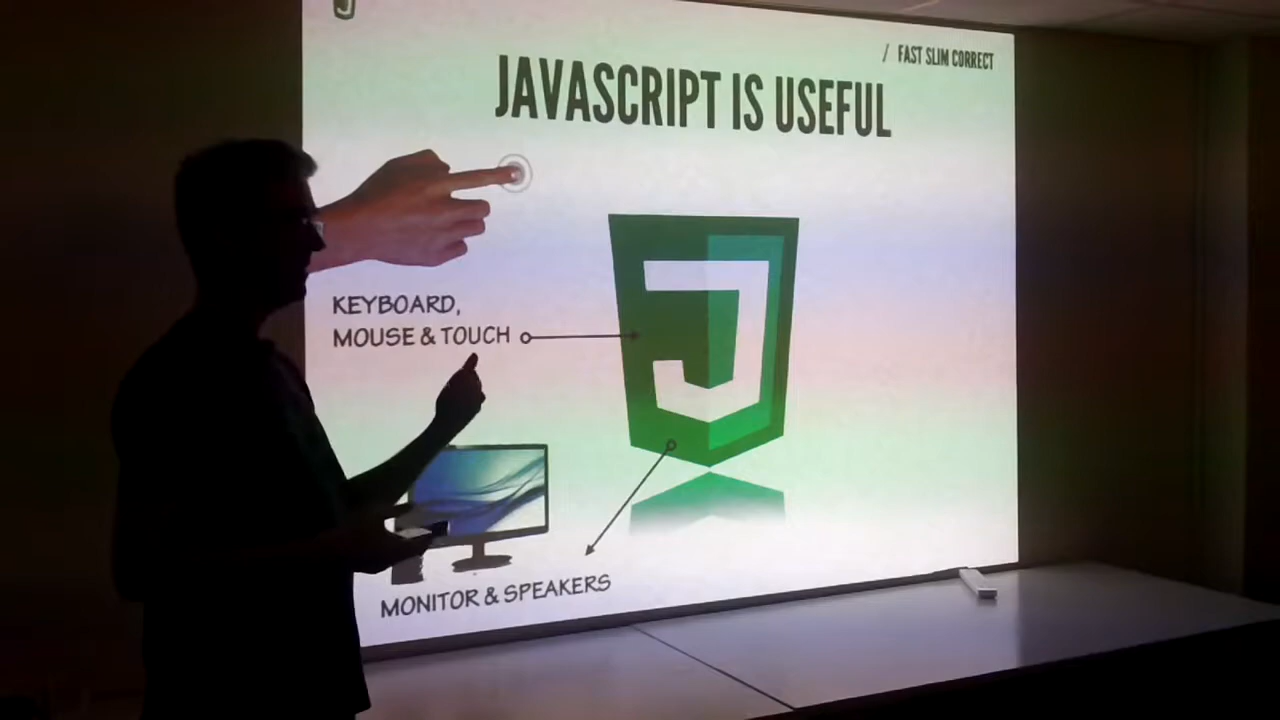 / FAST SLIM CORRECT
JAVASCRIPT IS USEFUL
KEYBOARD,
MOUSE & TOUCH
J
MONITOR & SPEAKERS